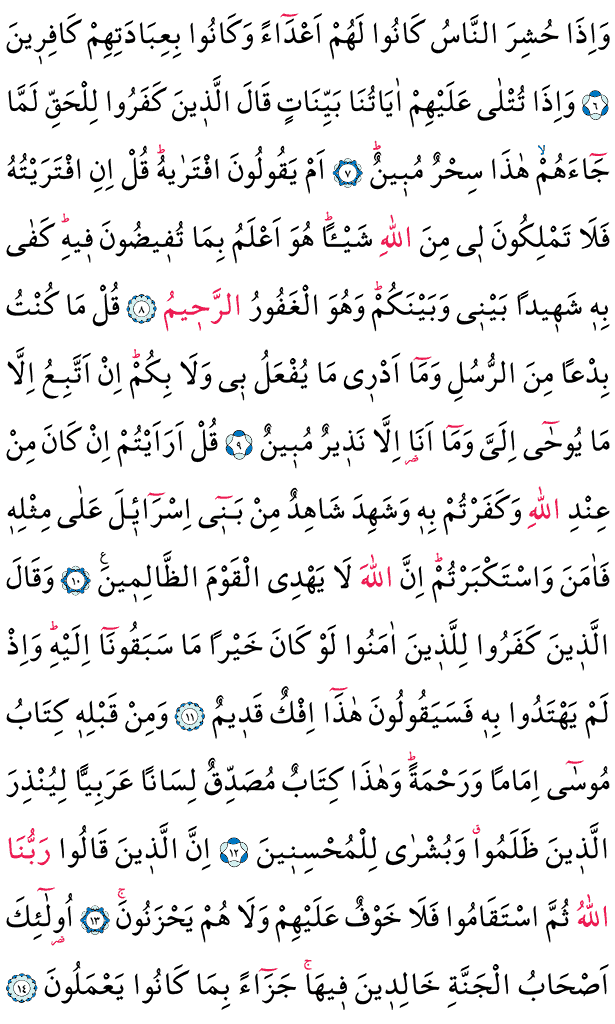 وَاِذَا حُشِرَ النَّاسُ كَانُوا لَهُمْ اَعْدَٓاءً وَكَانُوا بِعِبَادَتِهِمْ كَافِر۪ينَ
﴿٦﴾ وَاِذَا تُتْلٰى عَلَيْهِمْ اٰيَاتُنَا بَيِّنَاتٍ قَالَ الَّذ۪ينَ كَفَرُوا لِلْحَقِّ لَمَّا
جَٓاءَهُمْۙ هٰذَا سِحْرٌ مُب۪ينٌۜ ﴿٧﴾ اَمْ يَقُولُونَ افْتَرٰيهُۜ قُلْ اِنِ افْتَرَيْتُهُ
فَلَا تَمْلِكُونَ ل۪ي مِنَ اللّٰهِ شَيْـًٔاۜ هُوَ اَعْلَمُ بِمَا تُف۪يضُونَ ف۪يهِۜ كَفٰى
بِه۪ شَه۪يدًا بَيْن۪ي وَبَيْنَكُمْۜ وَهُوَ الْغَفُورُ الرَّح۪يمُ ﴿٨﴾ قُلْ مَا كُنْتُ
بِدْعًا مِنَ الرُّسُلِ وَمَٓا اَدْر۪ي مَا يُفْعَلُ ب۪ي وَلَا بِكُمْۜ اِنْ اَتَّبِعُ اِلَّا
مَا يُوحٰٓى اِلَيَّ وَمَٓا اَنَا۬ اِلَّا نَذ۪يرٌ مُب۪ينٌ ﴿٩﴾ قُلْ اَرَاَيْتُمْ اِنْ كَانَ مِنْ
عِنْدِ اللّٰهِ وَكَفَرْتُمْ بِه۪ وَشَهِدَ شَاهِدٌ مِنْ بَن۪ٓي اِسْرَٓائ۪لَ عَلٰى مِثْلِه۪
فَاٰمَنَ وَاسْتَكْبَرْتُمْۜ اِنَّ اللّٰهَ لَا يَهْدِي الْقَوْمَ الظَّالِم۪ينَ۟ ﴿١٠﴾ وَقَالَ
الَّذ۪ينَ كَفَرُوا لِلَّذ۪ينَ اٰمَنُوا لَوْ كَانَ خَيْرًا مَا سَبَقُونَٓا اِلَيْهِۜ وَاِذْ
لَمْ يَهْتَدُوا بِه۪ فَسَيَقُولُونَ هٰذَٓا اِفْكٌ قَد۪يمٌ ﴿١١﴾ وَمِنْ قَبْلِه۪ كِتَابُ
مُوسٰٓى اِمَامًا وَرَحْمَةًۜ وَهٰذَا كِتَابٌ مُصَدِّقٌ لِسَانًا عَرَبِيًّا لِيُنْذِرَ
الَّذ۪ينَ ظَلَمُواۗ وَبُشْرٰى لِلْمُحْسِن۪ينَ ﴿١٢﴾ اِنَّ الَّذ۪ينَ قَالُوا رَبُّنَا
اللّٰهُ ثُمَّ اسْتَقَامُوا فَلَا خَوْفٌ عَلَيْهِمْ وَلَا هُمْ يَحْزَنُونَۚ ﴿١٣﴾ اُو۬لٰٓئِكَ
اَصْحَابُ الْجَنَّةِ خَالِد۪ينَ ف۪يهَاۚ جَزَٓاءً بِمَا كَانُوا يَعْمَلُونَ ﴿١٤﴾